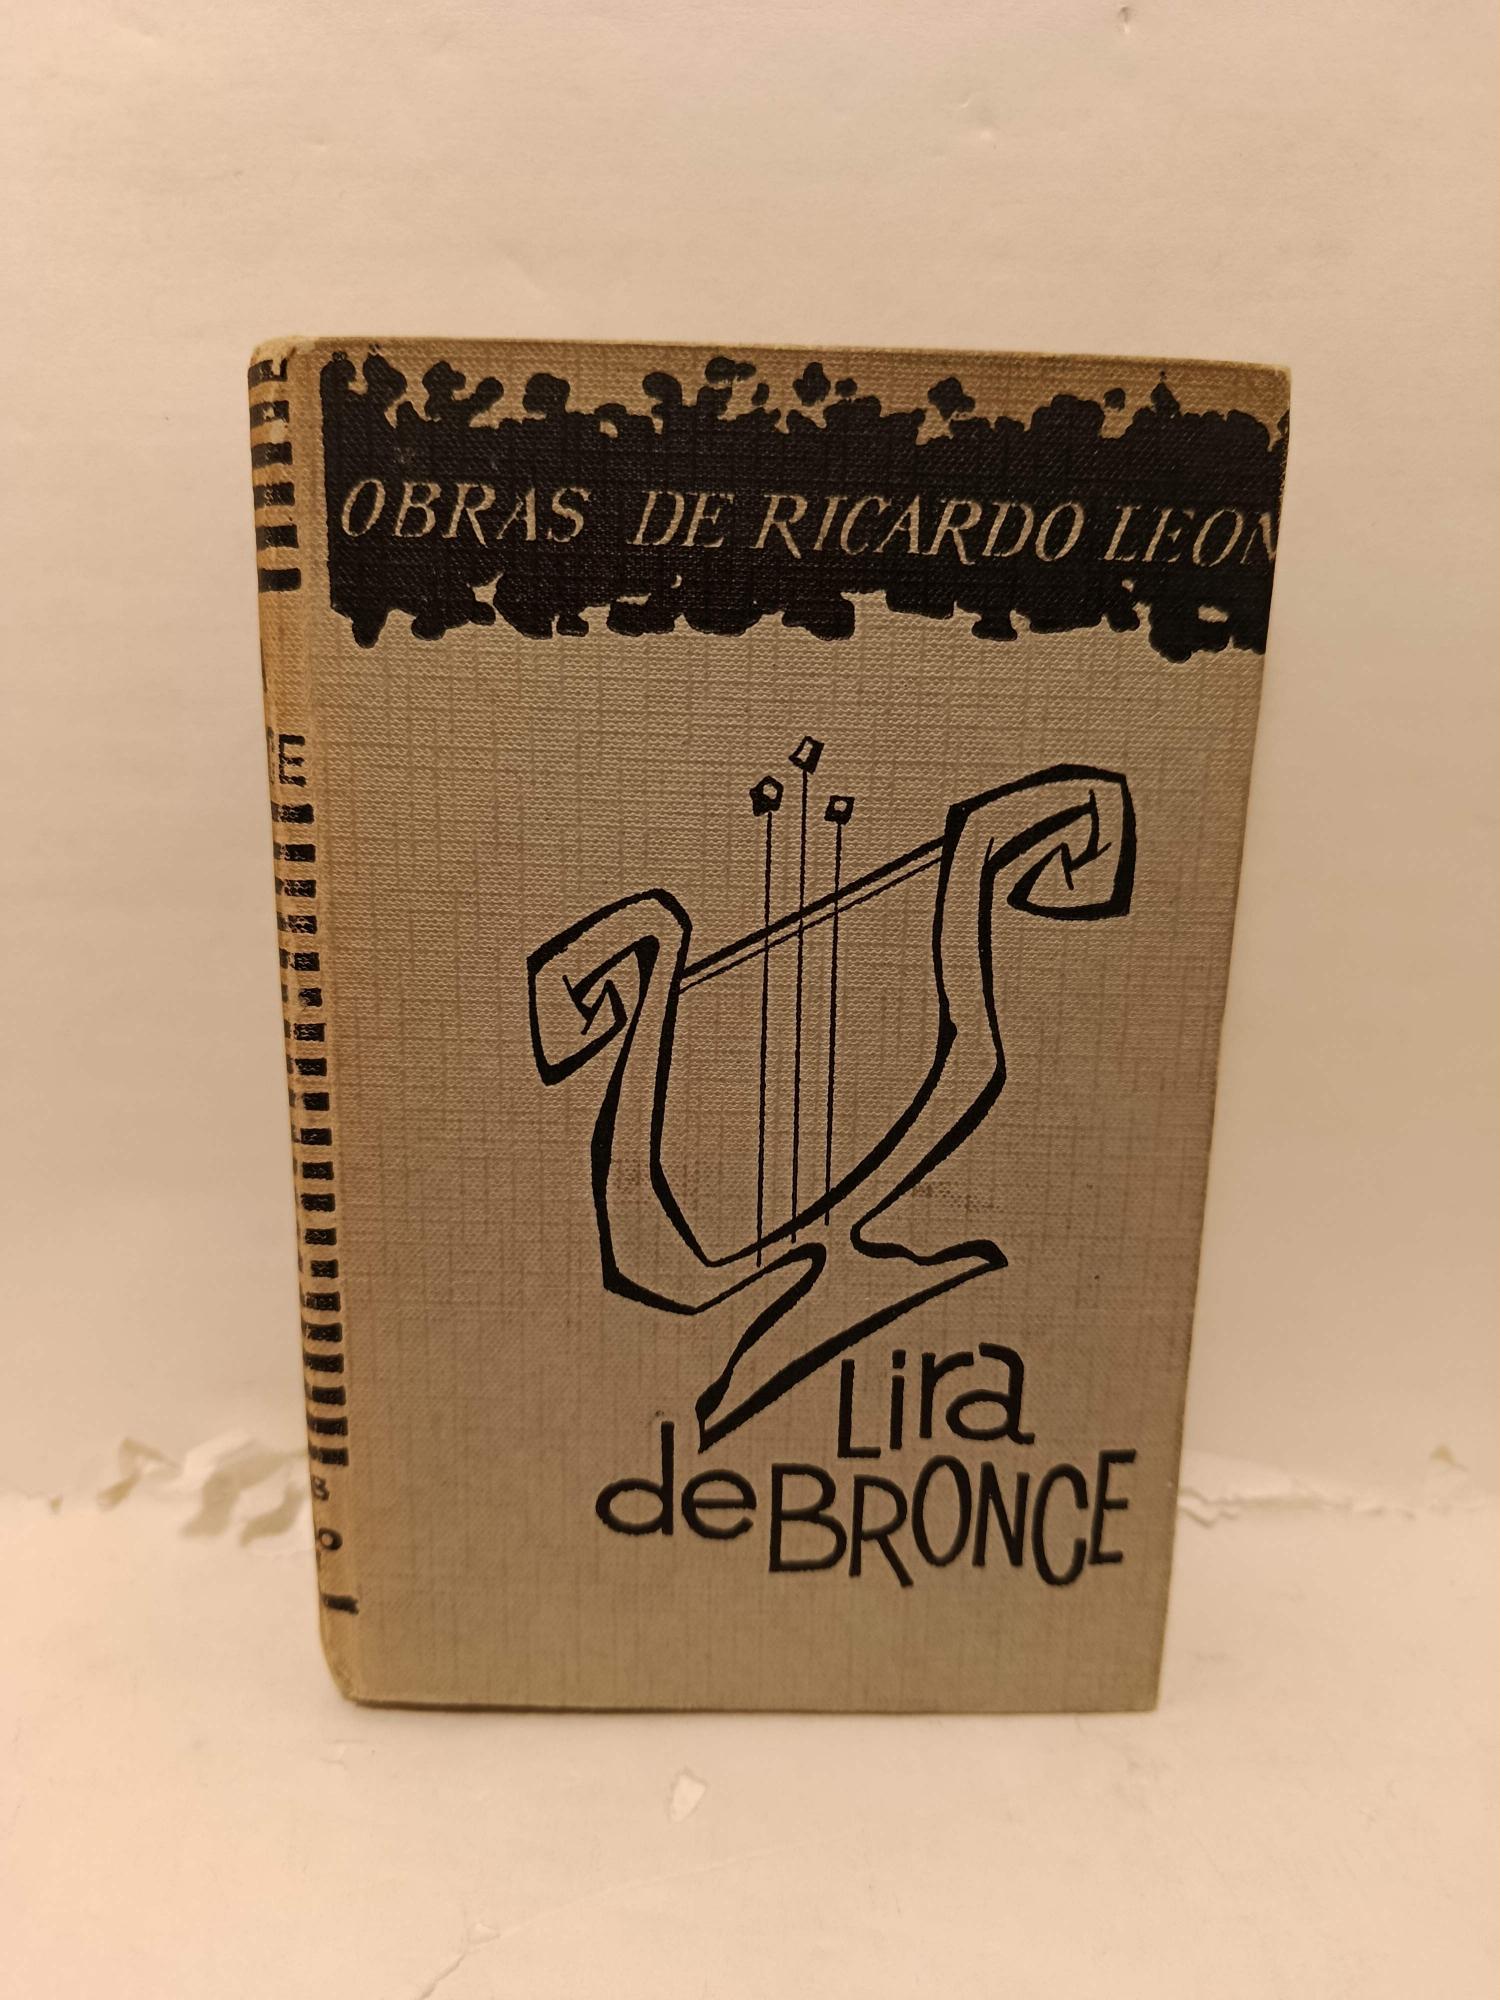 OBRAS DE RICARDO LEON
Lira
de BRONCE